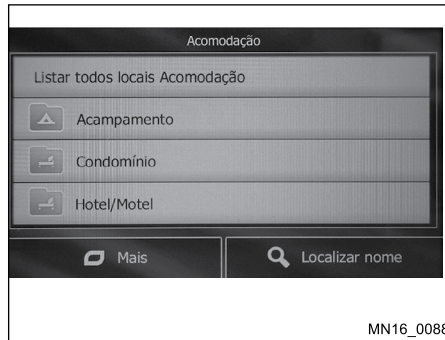 Acomodação
Listar todos locais Acomodação
Acampamento
Condomínio
Hotel/Motel
Mais
Localizar nome
MN16_0088